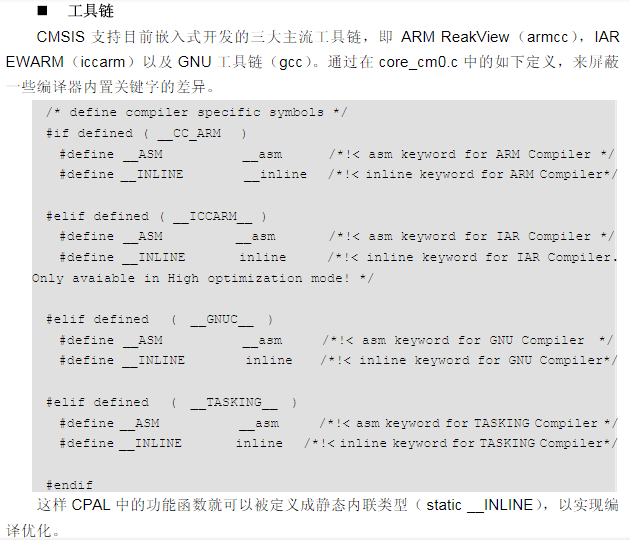 ■ 工具链
CMSIS 支持目前嵌入式开发的三大主流工具链，即 ARM ReakView（armcc），IAR
EWARM（iccarm）以及 GNU 工具链（gcc）。通过在 core_cm0.c 中的如下定义，来屏蔽
一些编译器内置关键字的差异。
/* define compiler specific symbols */
#if defined ( __CC_ARM )
#define __ASM __asm /*!< asm keyword for ARM Compiler */
#define __INLINE __inline /*!< inline keyword for ARM Compiler*/
#elif defined ( __ICCARM__ )
#define __ASM __asm /*!< asm keyword for IAR Compiler */
#define __INLINE inline /*!< inline keyword for IAR Compiler.
Only avaiable in High optimization mode! */
#elif defined ( __GNUC__ )
#define __ASM __asm /*!< asm keyword for GNU Compiler */
#define __INLINE inline /*!< inline keyword for GNU Compiler*/
#elif defined ( __TASKING__ )
#define __ASM __asm /*!< asm keyword for TASKING Compiler */
#define __INLINE inline /*!< inline keyword for TASKING Compiler*/
#endif
这样 CPAL 中的功能函数就可以被定义成静态内联类型（ static __INLINE），以实现编
译优化。